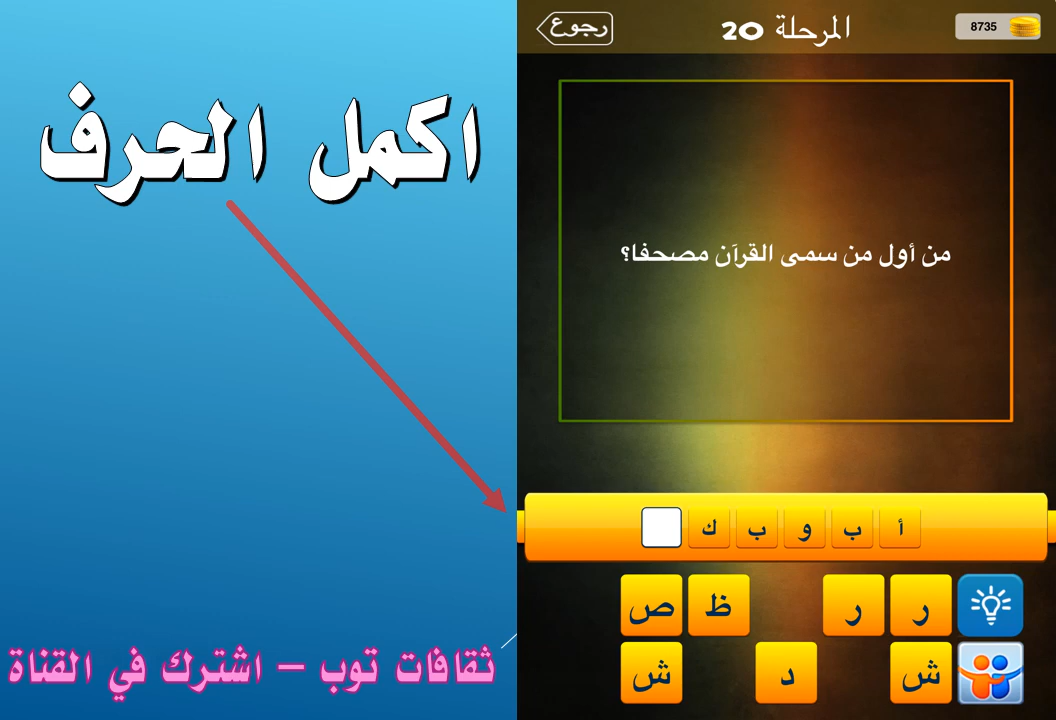 اكمل الحرف
ثقافات توب – اشترك في القناة
رجوع
المرحلة 20
8735
من أول من سمى القرآن مصحفا؟
أ ب و ب ك
ر ر ظ ص
ش د ش